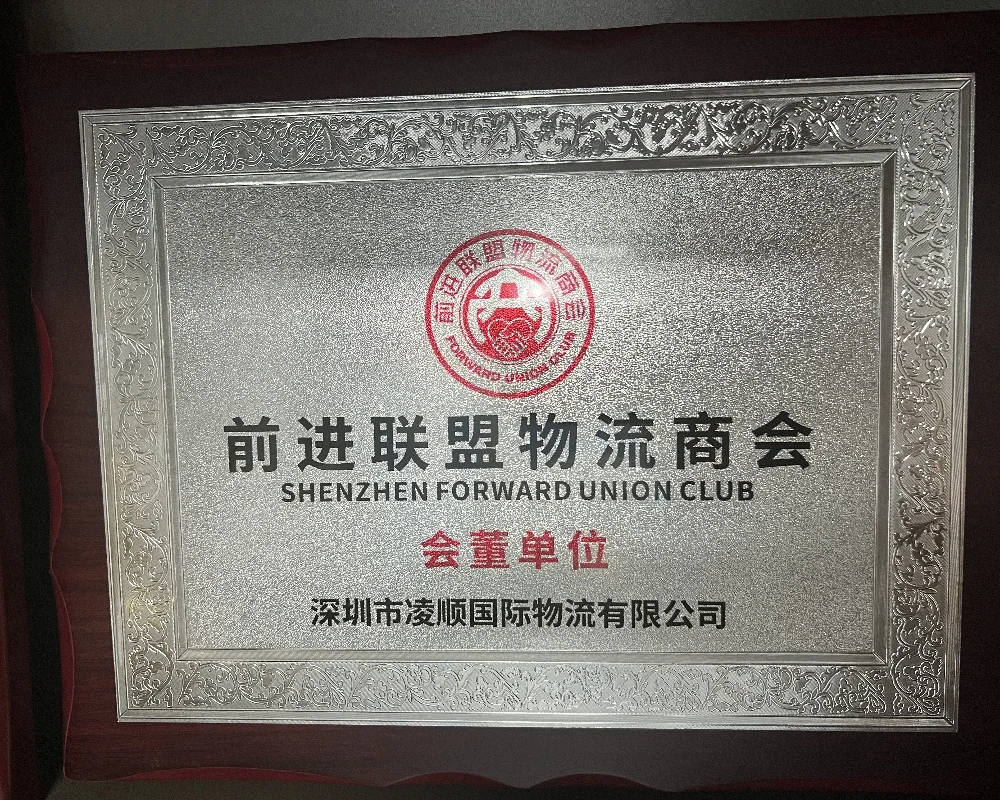 前进联盟物流商会
FORWARD UNION CLUB
前进联盟物流商会
SHENZHEN FORWARD UNION CLUB
会董单位
深圳市凌顺国际物流有限公司